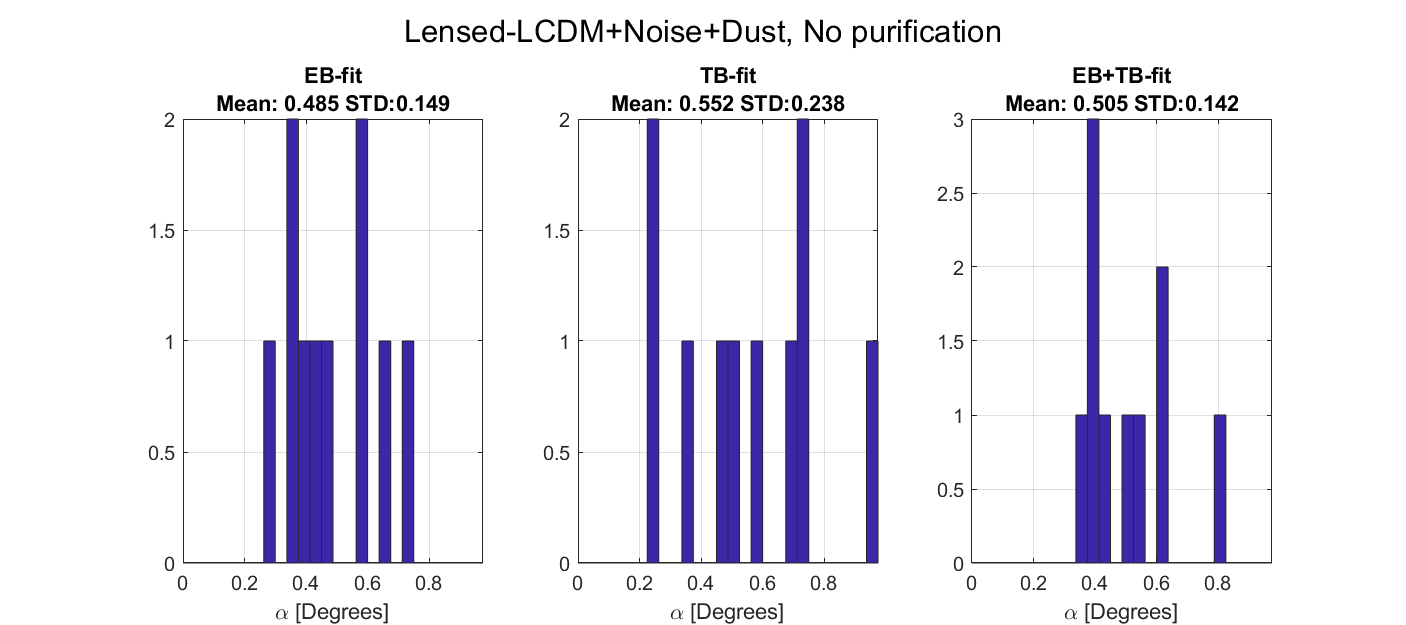 Lensed-LCDM+Noise+Dust, No purification
EB-fit
Mean: 0.485 STD:0.149
2
1.5
1
0.5
0
0 0.2 0.4 0.6 0.8
α [Degrees]
TB-fit
Mean: 0.552 STD:0.238
2
1.5
1
0.5
0
0 0.2 0.4 0.6 0.8
α [Degrees]
EB+TB-fit
Mean: 0.505 STD:0.142
3
2.5
2
1.5
1
0.5
0
0 0.2 0.4 0.6 0.8
α [Degrees]